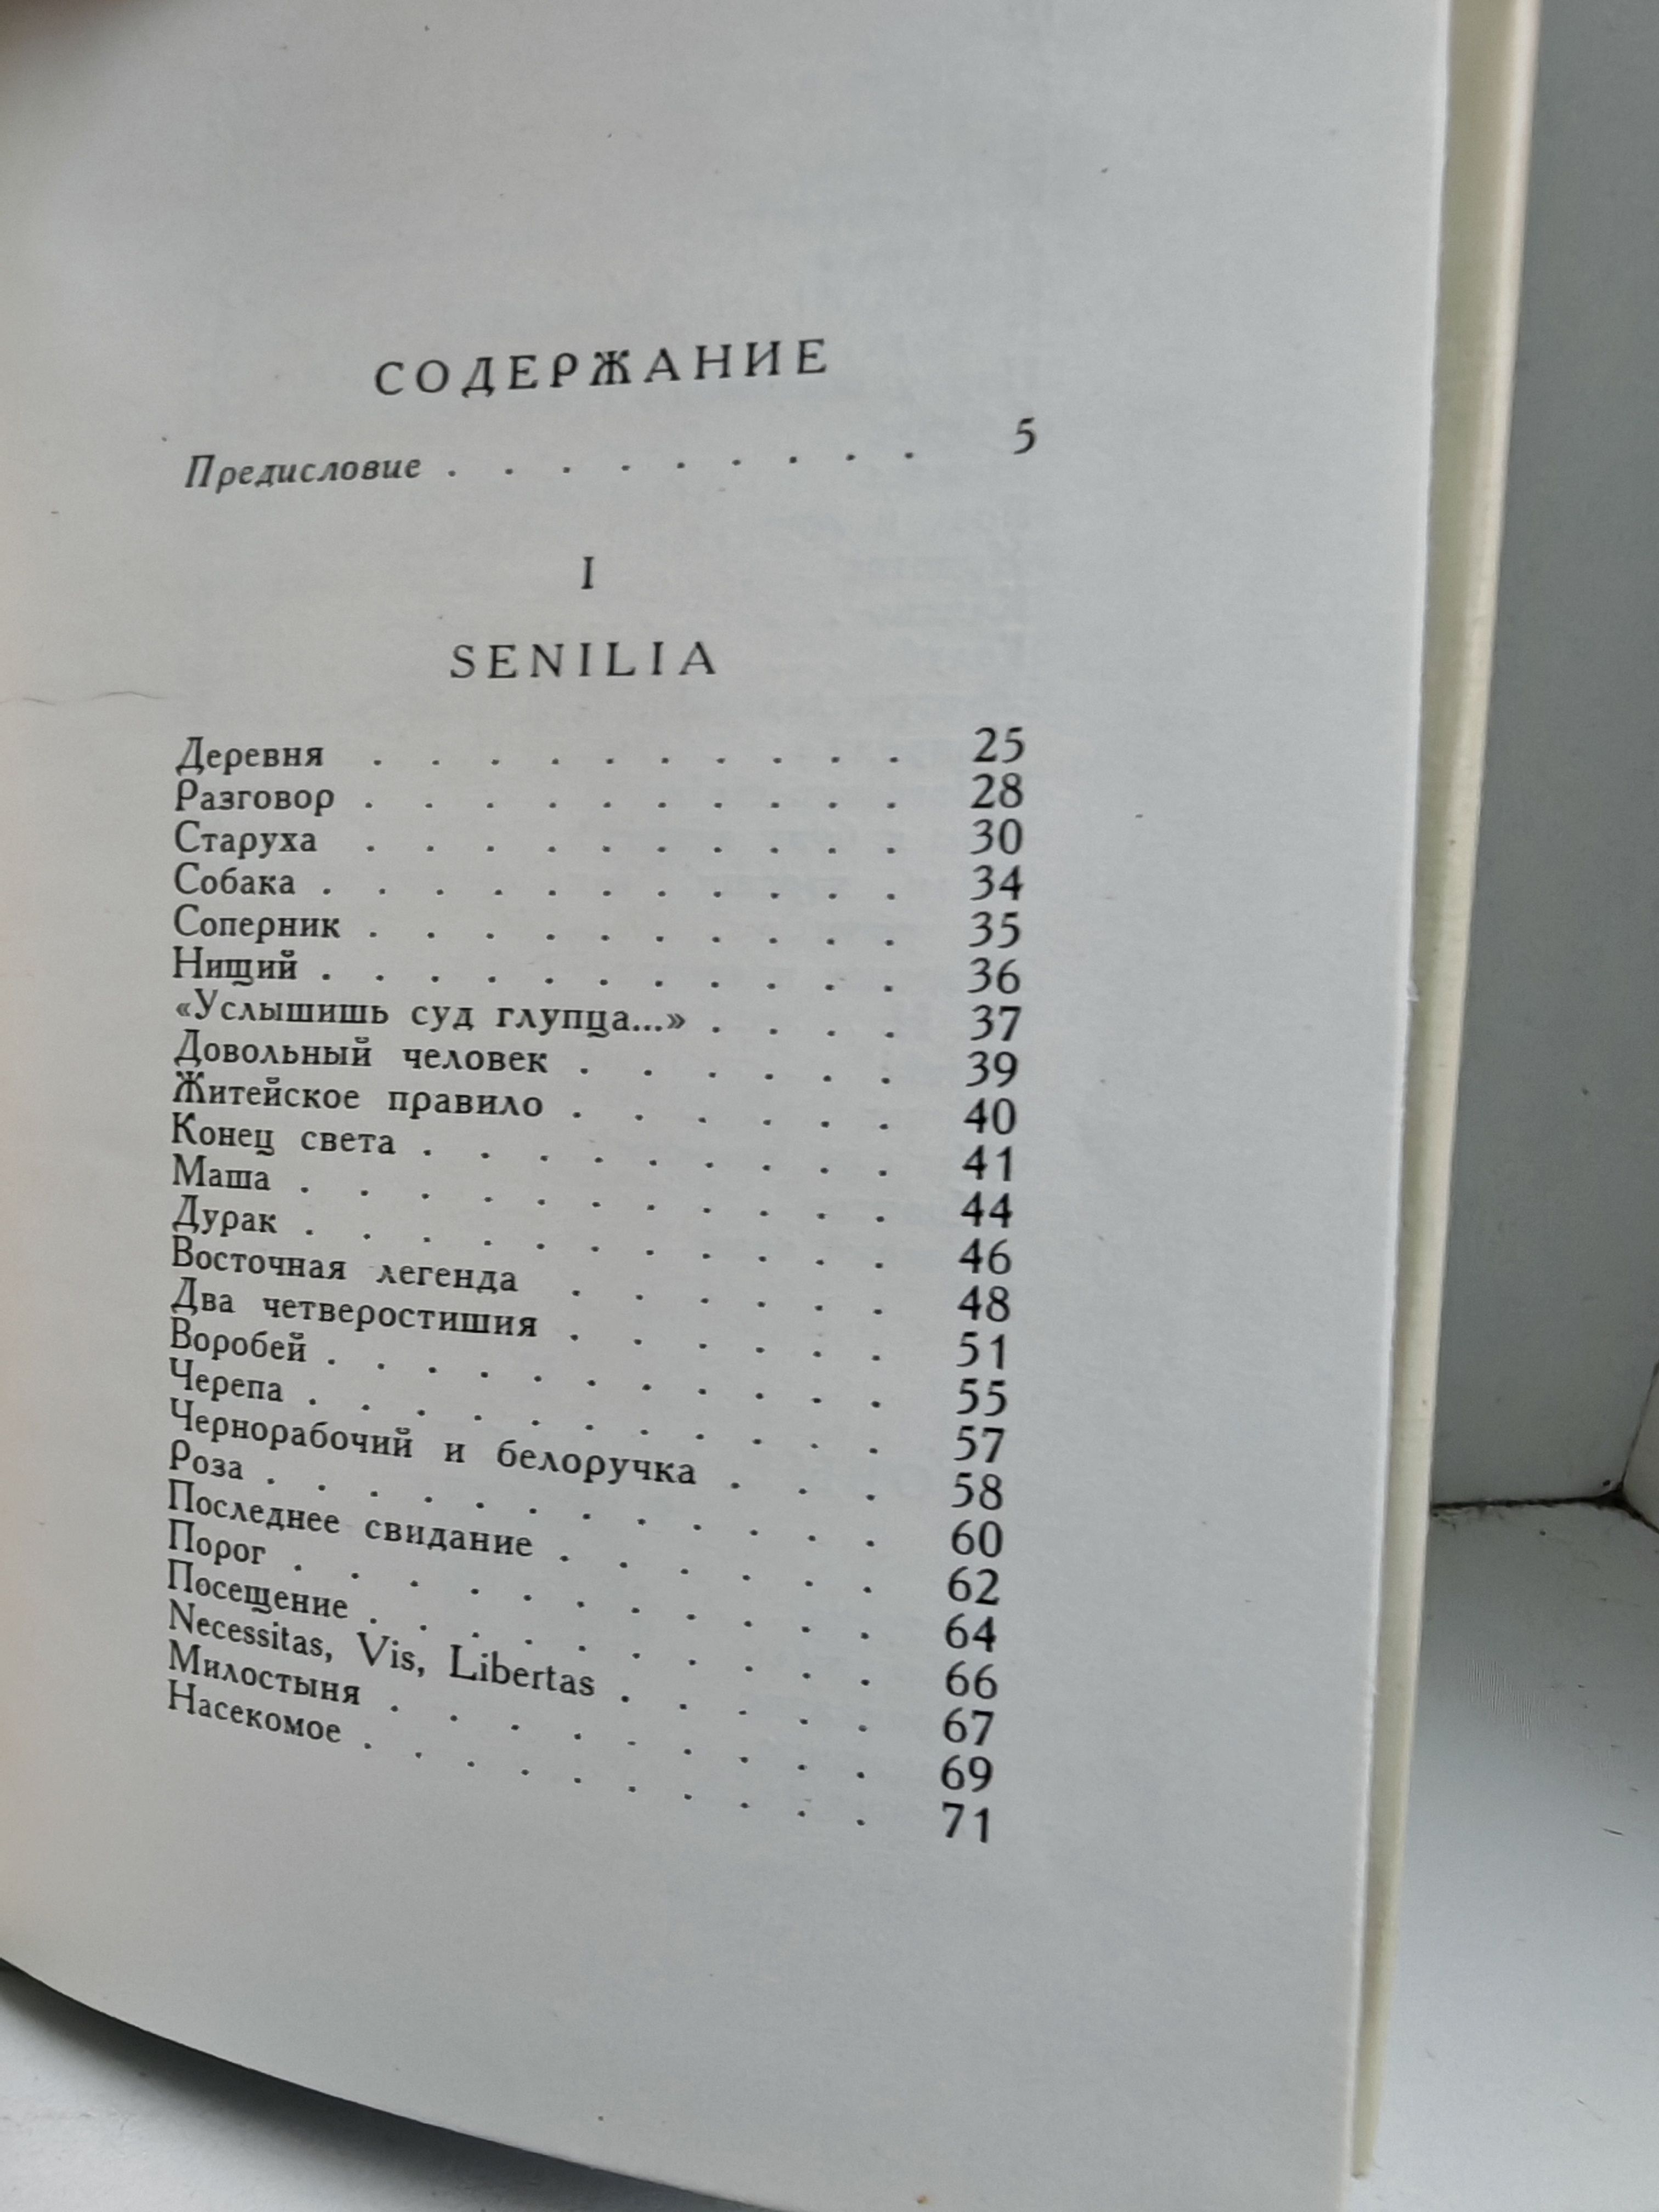 СОДЕРЖАНИЕ
Предисловие . . . . . . . . . 5
I
SENILIA
Деревня . . . . . . . . . . 25
Разговор . . . . . . . . . . 28
Старуха . . . . . . . . . . 30
Собака . . . . . . . . . . . 34
Соперник . . . . . . . . . . 35
Нищий . . . . . . . . . . . 36
«Услышишь суд глупца...» . . . . 37
Довольный человек . . . . . . 39
Житейское правило . . . . . . 40
Конец света . . . . . . . . . 41
Маша . . . . . . . . . . . 44
Дурак . . . . . . . . . . . 46
Восточная легенда . . . . . . 48
Два четверостишия . . . . . . 51
Воробей . . . . . . . . . . . 55
Черепа . . . . . . . . . . . 57
Чернорабочий и белоручка . . . 58
Роза . . . . . . . . . . . . 60
Последнее свидание . . . . . . 62
Порог . . . . . . . . . . . 64
Посещение . . . . . . . . . . 66
Necessitas, Vis, Libertas . . . . . 67
Милостыня . . . . . . . . . 69
Насекомое . . . . . . . . . . 71